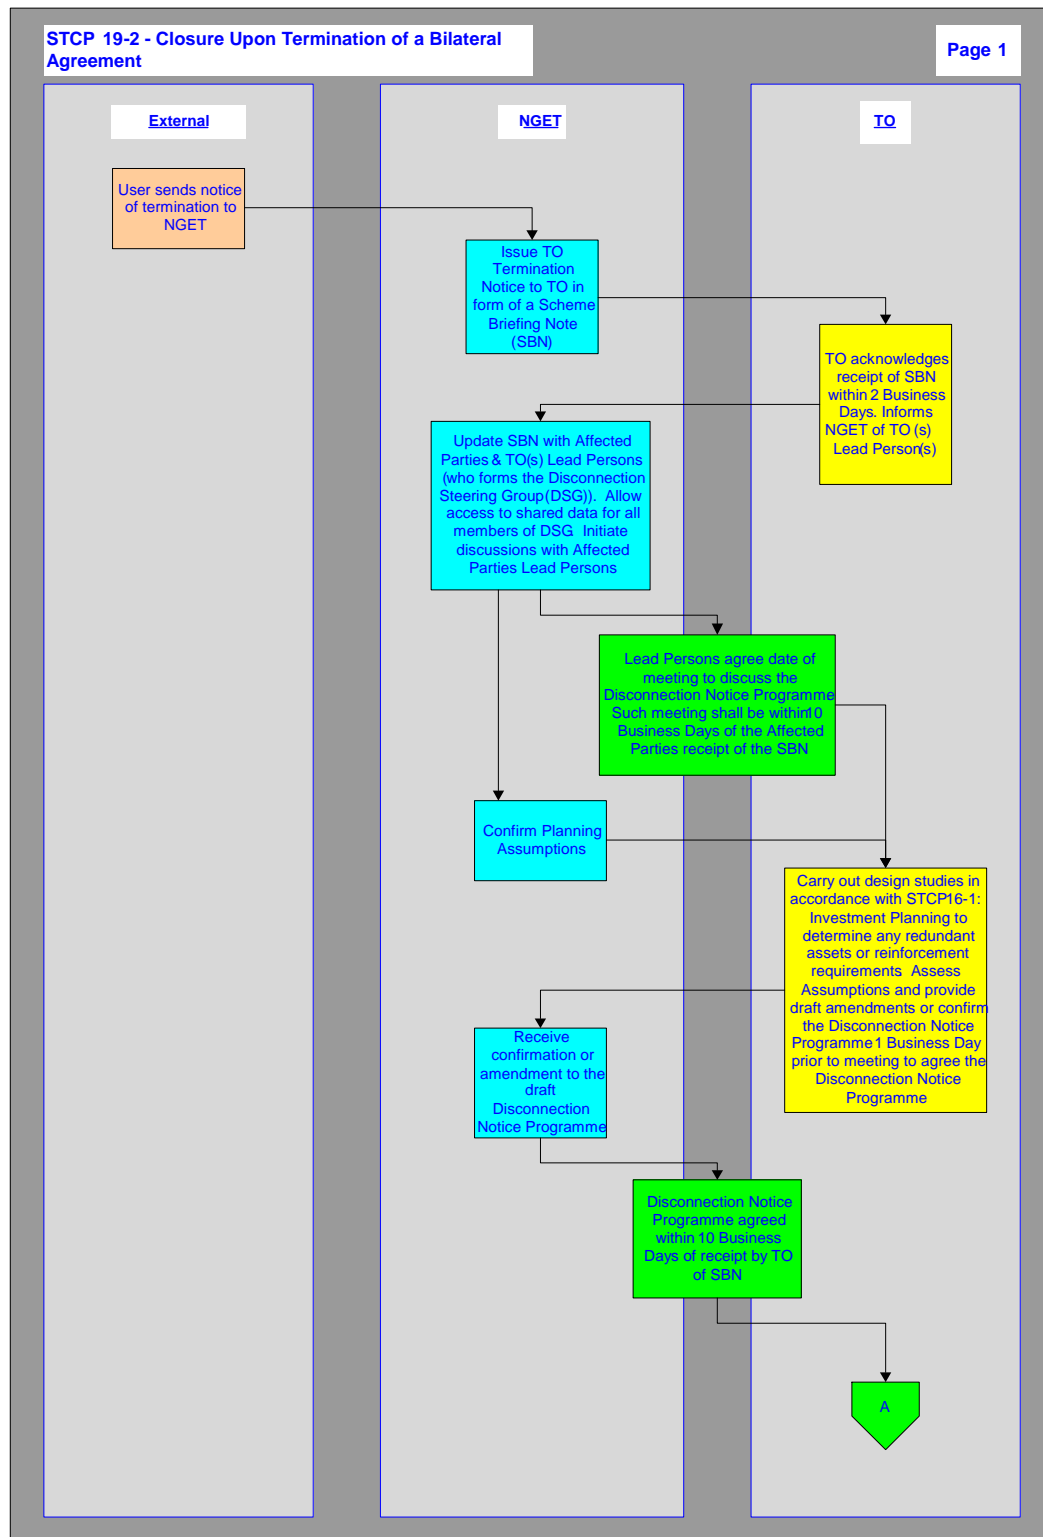 STCP 19-2 - Closure Upon Termination of a Bilateral
Agreement
Page 1
External
NGET
TO
User sends notice
of termination to
NGET
Issue TO
Termination
Notice to TO in
form of a Scheme
Briefing Note
(SBN)
TO acknowledges
receipt of SBN
within 2 Business
Days. Informs
NGET of TO (s)
Lead Person(s)
Update SBN with Affected
Parties & TO(s) Lead Persons
(who forms the Disconnection
Steering Group(DSG)). Allow
access to shared data for all
members of DSG. Initiate
discussions with Affected
Parties Lead Persons
Lead Persons agree date of
meeting to discuss the
Disconnection Notice Programme
Such meeting shall be within10
Business Days of the Affected
Parties receipt of the SBN
Confirm Planning
Assumptions
Carry out design studies in
accordance with STCP16-1:
Investment Planning to
determine any redundant
assets or reinforcement
requirements. Assess
Assumptions and provide
draft amendments or confirm
the Disconnection Notice
Programme1 Business Day
prior to meeting to agree the
Disconnection Notice
Programme
Receive
confirmation or
amendment to the
draft
Disconnection
Notice Programme
Disconnection Notice
Programme agreed
within 10 Business
Days of receipt by TO
of SBN
A